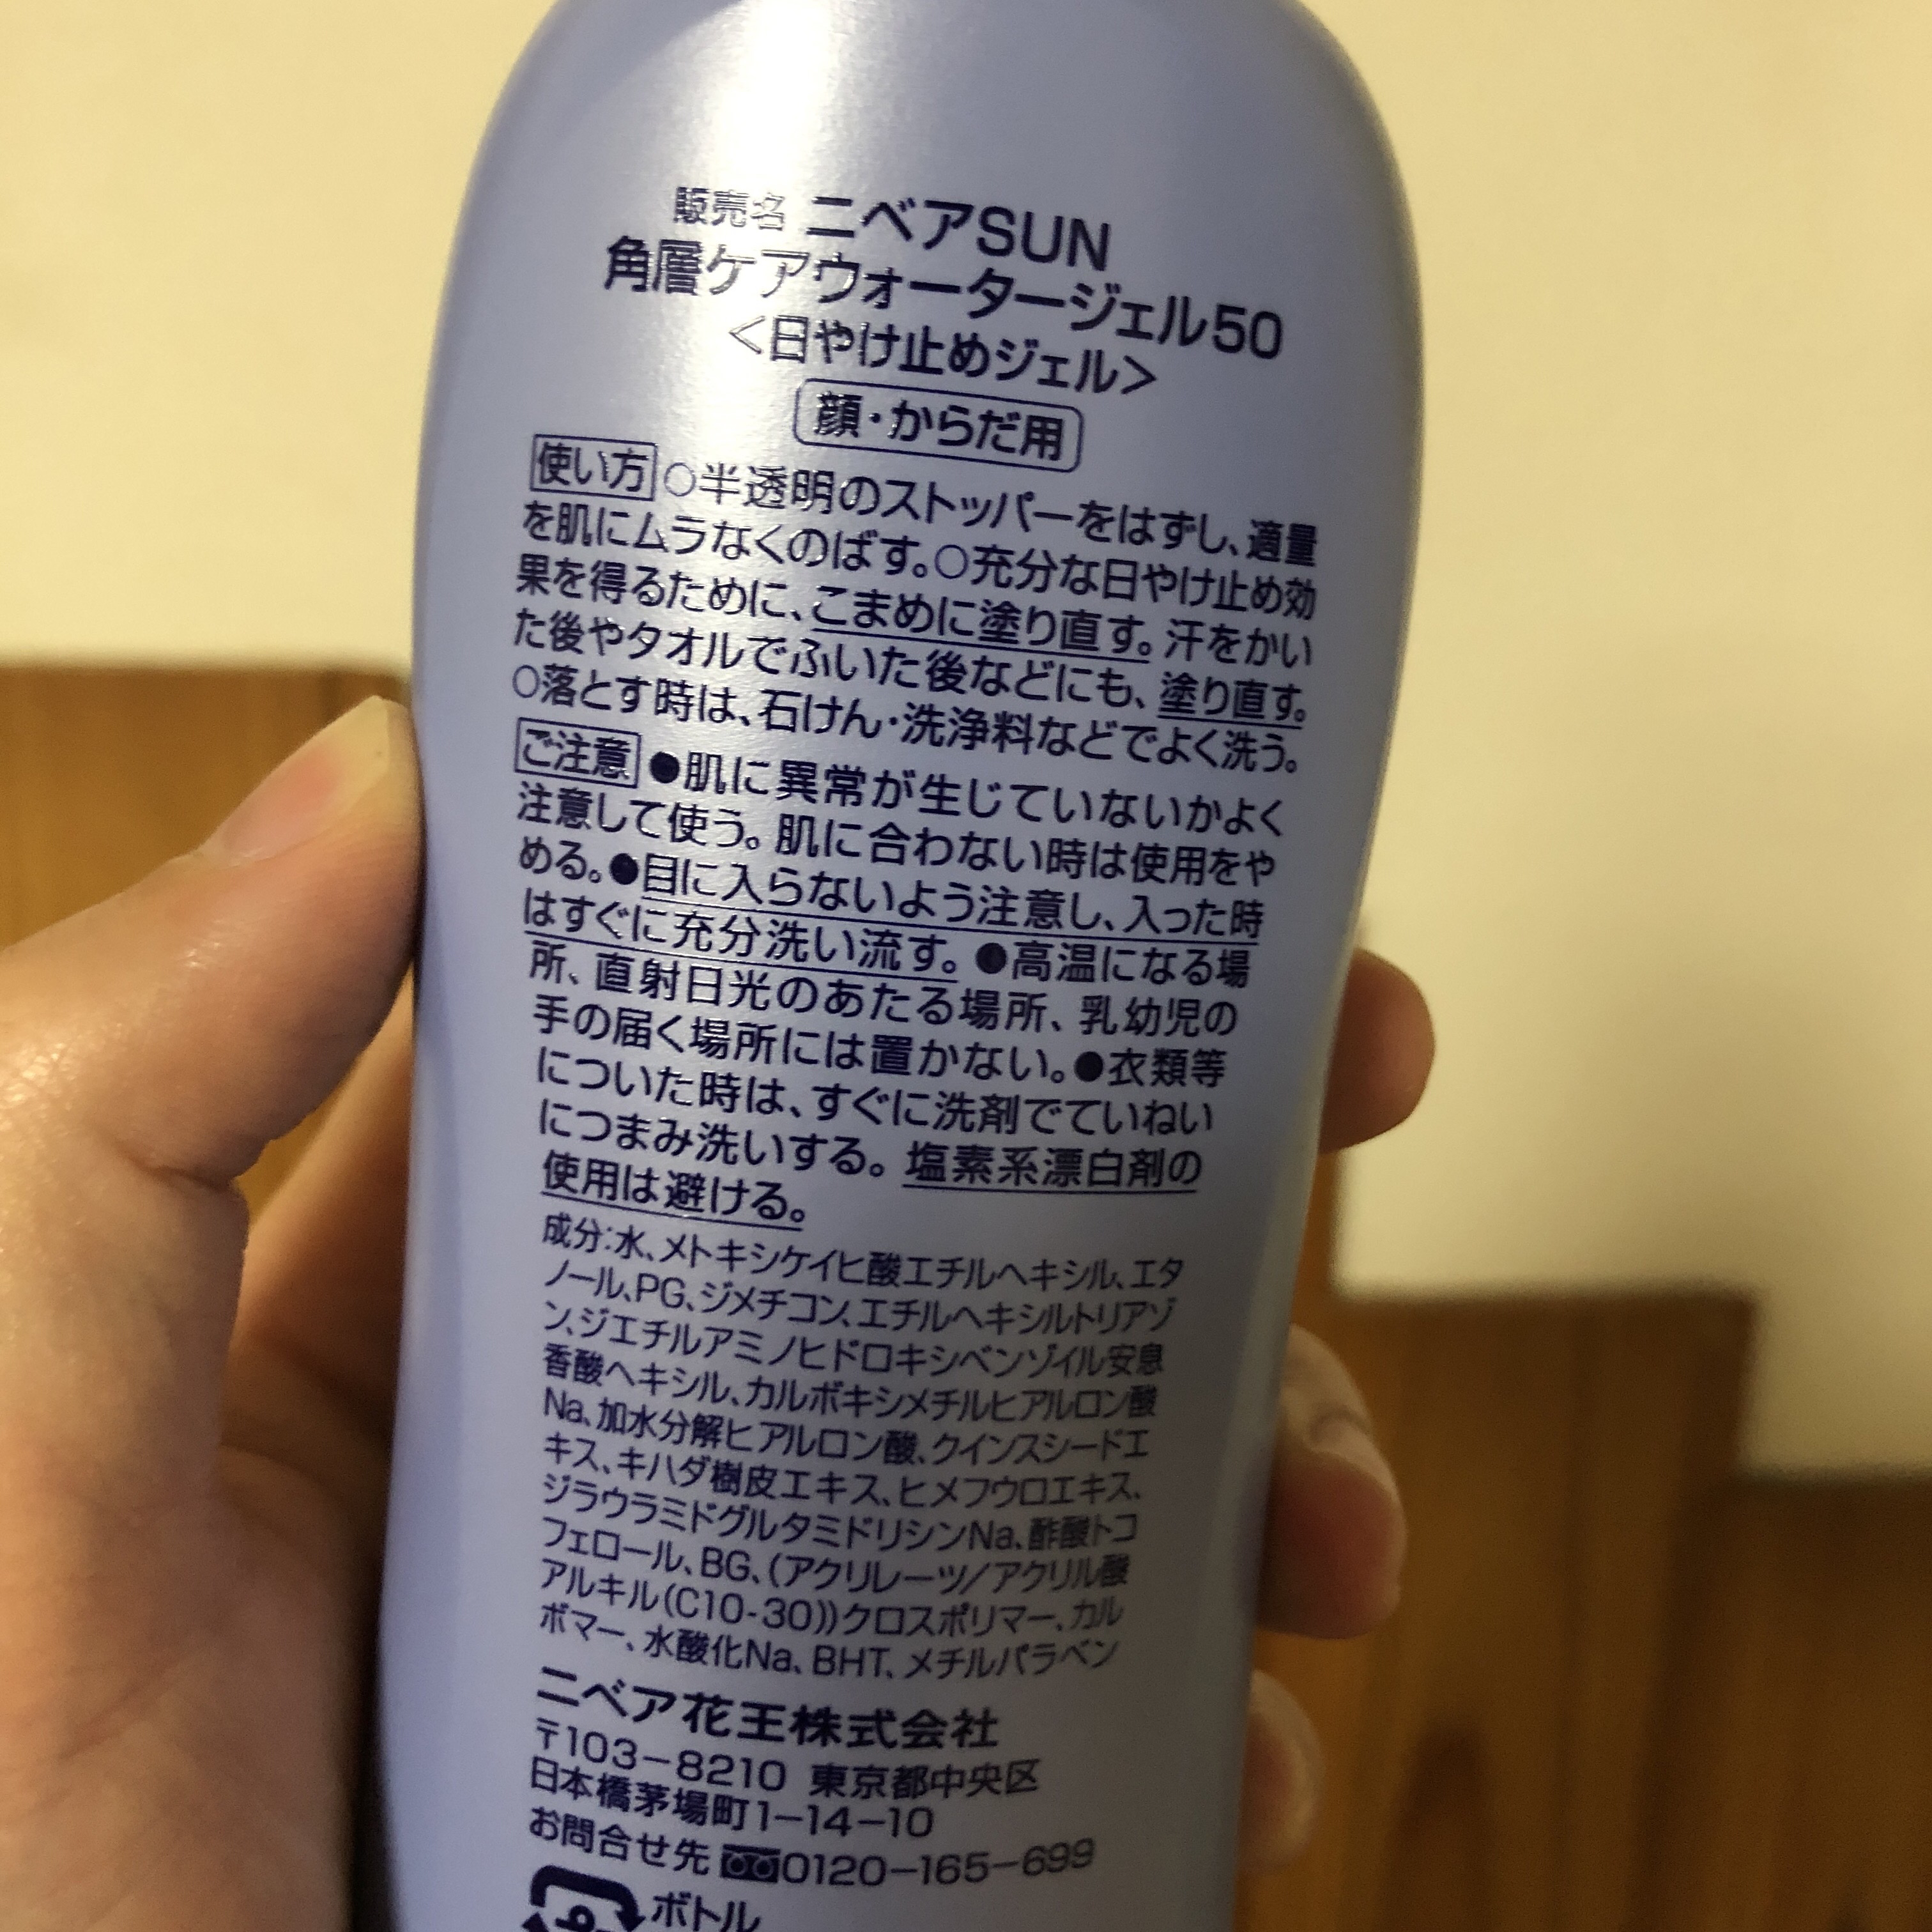 販売名 ニベアSUN
角層ケアウォータージェル50
<日やけ止めジェル>
顔・からだ用
使い方 ○半透明のストッパーをはずし、適量
を肌にムラなくのばす。○充分な日やけ止め効
果を得るために、こまめに塗り直す。汗をかい
た後やタオルでふいた後などにも、塗り直す。
○落とす時は、石けん・洗浄料などでよく洗う。
ご注意 ●肌に異常が生じていないかよく
注意して使う。肌に合わない時は使用をや
める。●目に入らないよう注意し、入った時
はすぐに充分洗い流す。●高温になる場
所、直射日光のあたる場所、乳幼児の
手の届く場所には置かない。●衣類等
についた時は、すぐに洗剤でていねい
につまみ洗いする。塩素系漂白剤の
使用は避ける。
成分:水、メトキシケイヒ酸エチルヘキシル、エタ
ノール、PG、ジメチコン、エチルヘキシルトリアゾ
ン、ジエチルアミノヒドロキシベンゾイル安息
香酸ヘキシル、カルボキシメチルヒアルロン酸
Na、加水分解ヒアルロン酸、クインスシードエ
キス、キハダ樹皮エキス、ヒメフウロエキス、
ジラウラミドグルタミドリシンNa、酢酸トコ
フェロール、BG、(アクリレーツ/アクリル酸
アルキル(C10-30))クロスポリマー、カル
ボマー、水酸化Na、BHT、メチルパラベン
ニベア花王株式会社
〒103-8210 東京都中央区
日本橋茅場町1-14-10
お問合せ先 0120-165-699
ボトル